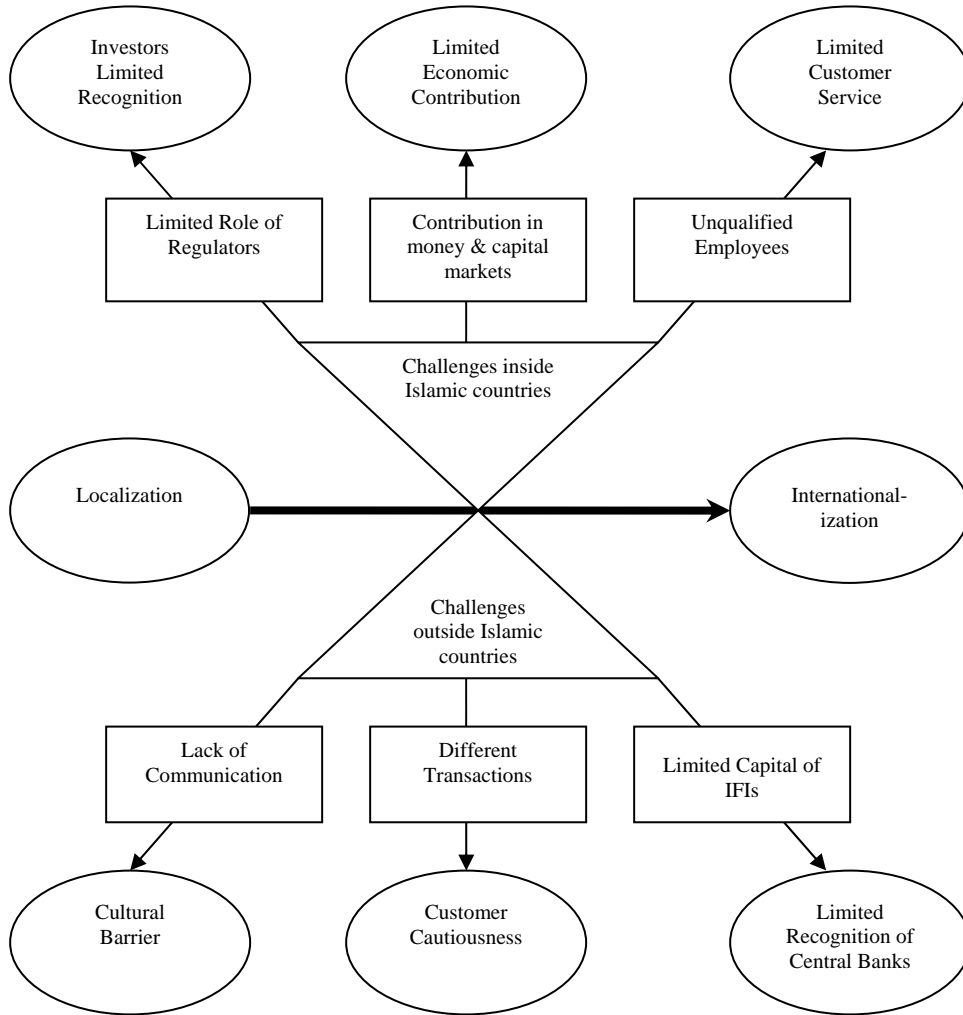 Investors
Limited
Recognition
Limited
Economic
Contribution
Limited
Customer
Service
Limited Role of
Regulators
Contribution in
money & capital
markets
Unqualified
Employees
Challenges inside
Islamic countries
Localization
International-
ization
Challenges
outside Islamic
countries
Lack of
Communication
Different
Transactions
Limited Capital of
IFIs
Cultural
Barrier
Customer
Cautiousness
Limited
Recognition of
Central Banks